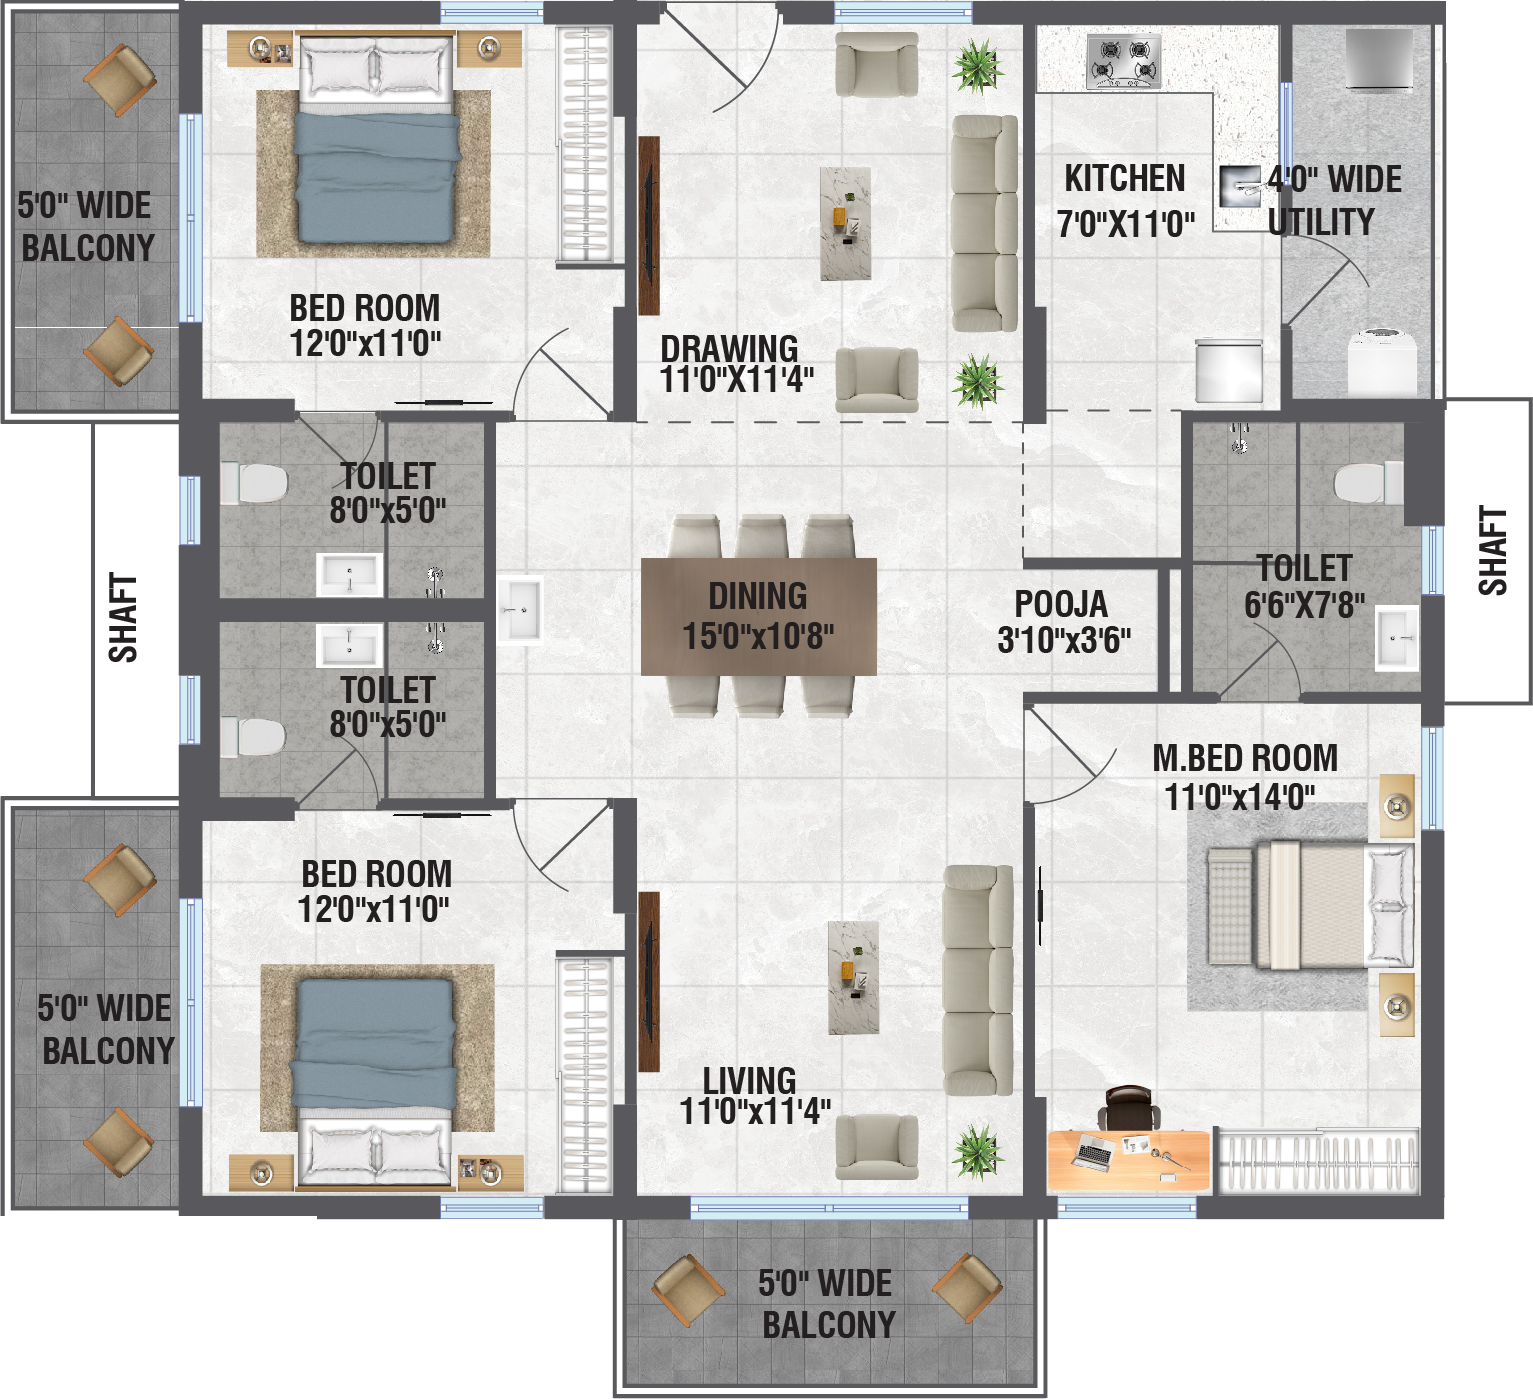 5'0" WIDE
BALCONY
BED ROOM
12'0"x11'0"
DRAWING
11'0"X11'4"
KITCHEN
7'0"X11'0"
4'0" WIDE
UTILITY
TOILET
8'0"x5'0"
SHAFT
TOILET
8'0"x5'0"
DINING
15'0"x10'8"
POOJA
3'10"x3'6"
TOILET
6'6"X7'8"
SHAFT
M.BED ROOM
11'0"x14'0"
BED ROOM
12'0"x11'0"
5'0" WIDE
BALCONY
LIVING
11'0"x11'4"
5'0" WIDE
BALCONY